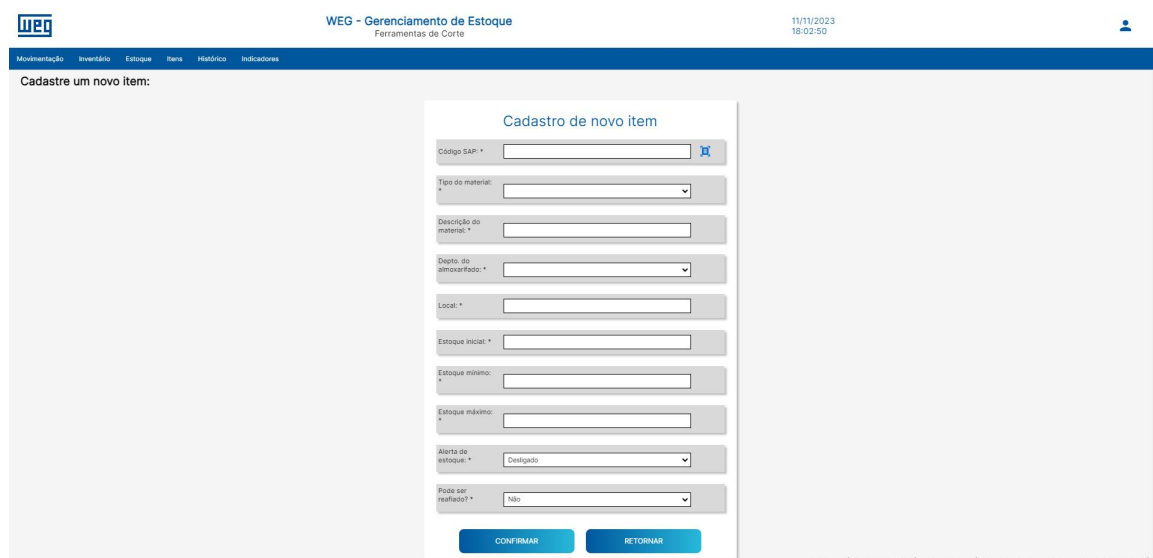 weg
WEG - Gerenciamento de Estoque
Ferramentas de Corte
11/11/2023
18:02:50
Movimentação Inventário Estoque Itens Histórico Indicadores
Cadastre um novo item:
Cadastro de novo item
Código SAP: *
Tipo do material:
*
Descrição do
material: *
Depto. do
almoxarifado: *
Local: *
Estoque inicial: *
Estoque mínimo:
*
Estoque máximo:
*
Alerta de
estoque: *
Desligado
Pode ser
reafiado? *
Não
CONFIRMAR RETORNAR